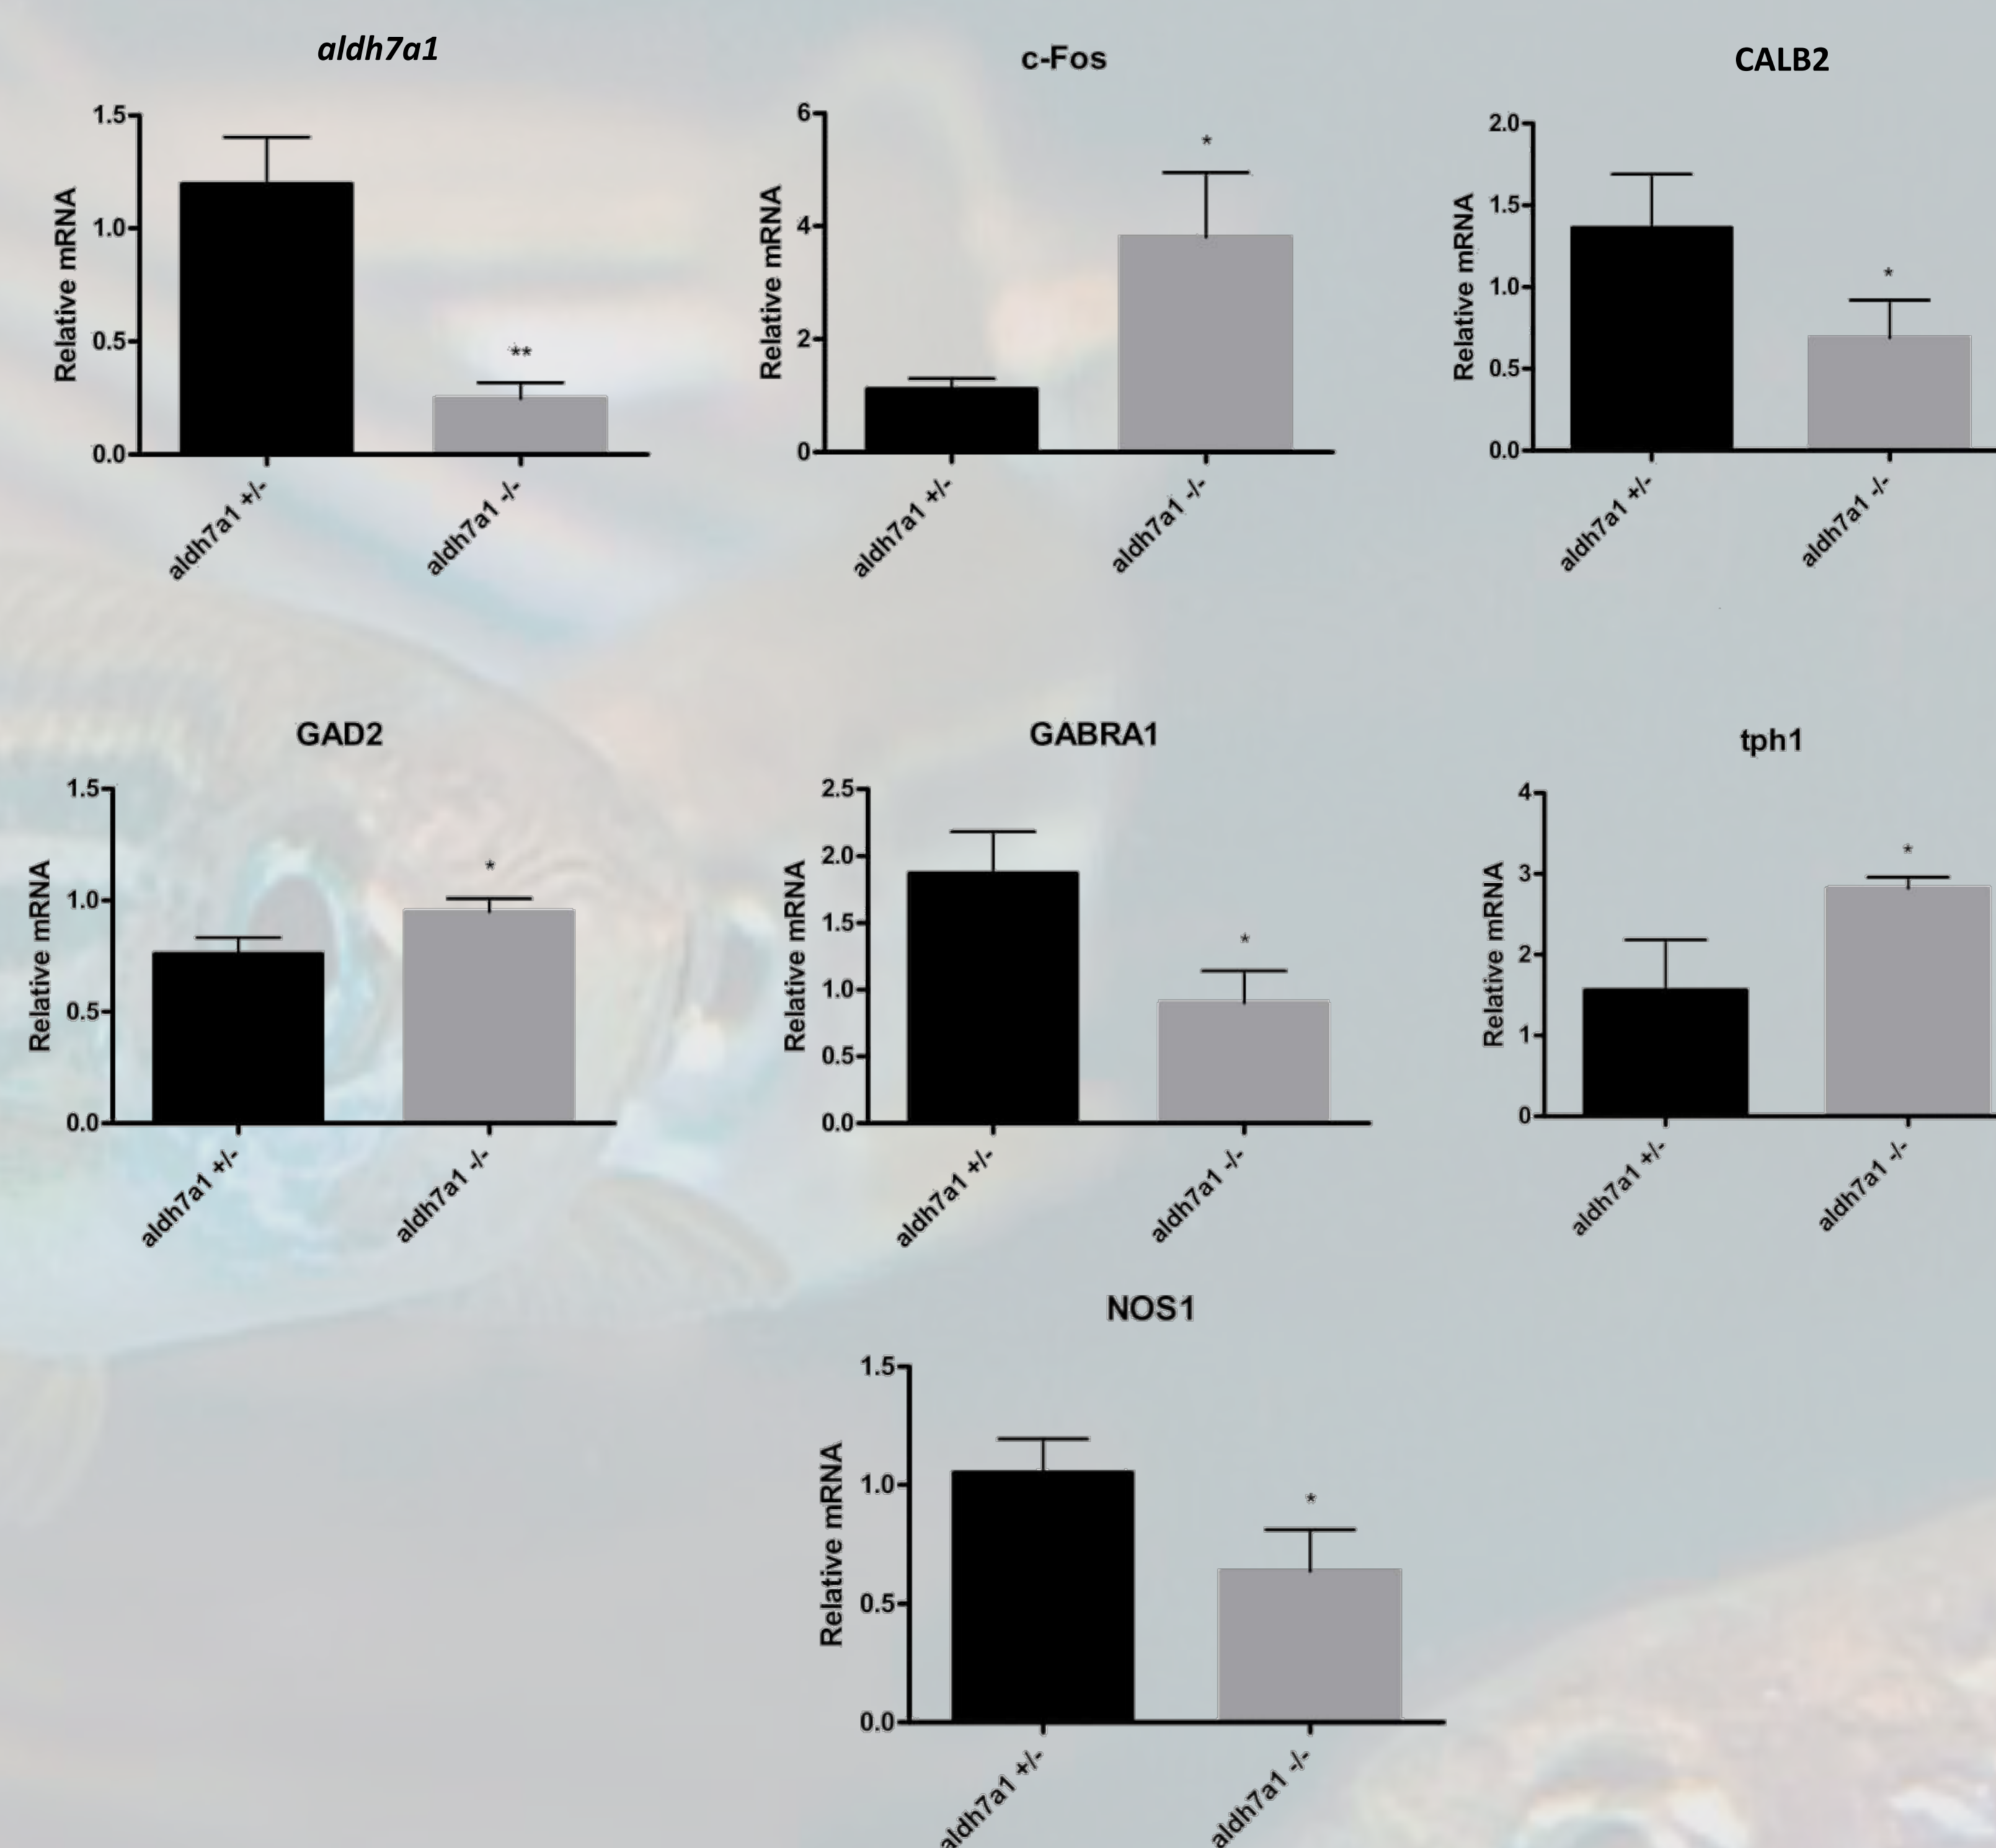 aldh7a1
1.5
1.0
0.5
0.0
Relative mRNA
**
aldh7a1 +/-
aldh7a1 -/-
c-Fos
6
4
2
0
Relative mRNA
*
aldh7a1 +/-
aldh7a1 -/-
CALB2
2.0
1.5
1.0
0.5
0.0
Relative mRNA
*
aldh7a1 +/-
aldh7a1 -/-
GAD2
1.5
1.0
0.5
0.0
Relative mRNA
*
aldh7a1 +/-
aldh7a1 -/-
GABRA1
2.5
2.0
1.5
1.0
0.5
0.0
Relative mRNA
*
aldh7a1 +/-
aldh7a1 -/-
tph1
4
3
2
1
0
Relative mRNA
*
aldh7a1 +/-
aldh7a1 -/-
NOS1
1.5
1.0
0.5
0.0
Relative mRNA
*
aldh7a1 +/-
aldh7a1 -/-